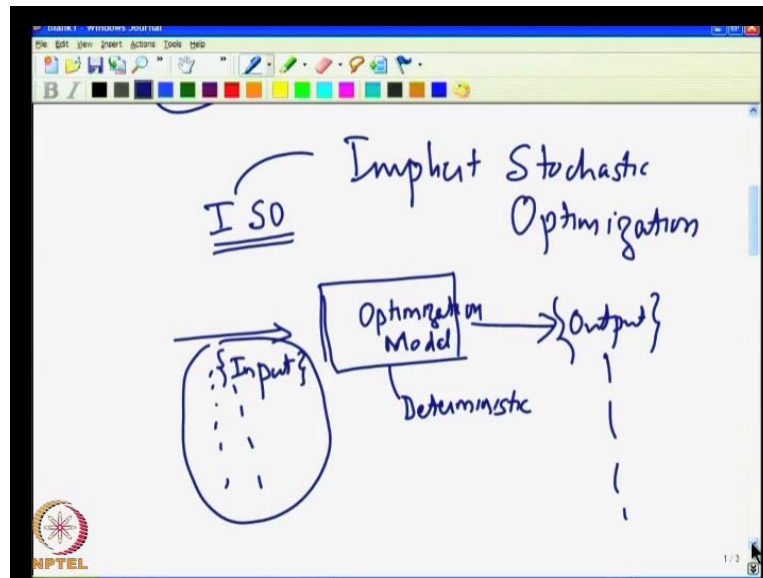 Blank1 - Windows Journal
File Edit View Insert Actions Tools Help
B I
Implicit Stochastic
ISO
Optimization
Optimization
Model
{Input}
{Output}
Deterministic
NPTEL
1/3